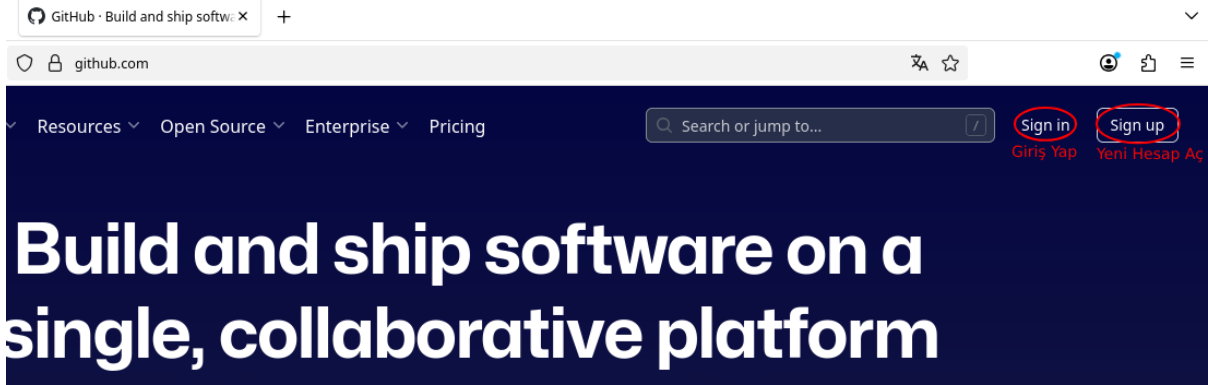 GitHub · Build and ship softwa
github.com
Resources Open Source Enterprise Pricing Search or jump to... / Sign in Sign up
Giriş Yap Yeni Hesap Aç
Build and ship software on a
single, collaborative platform